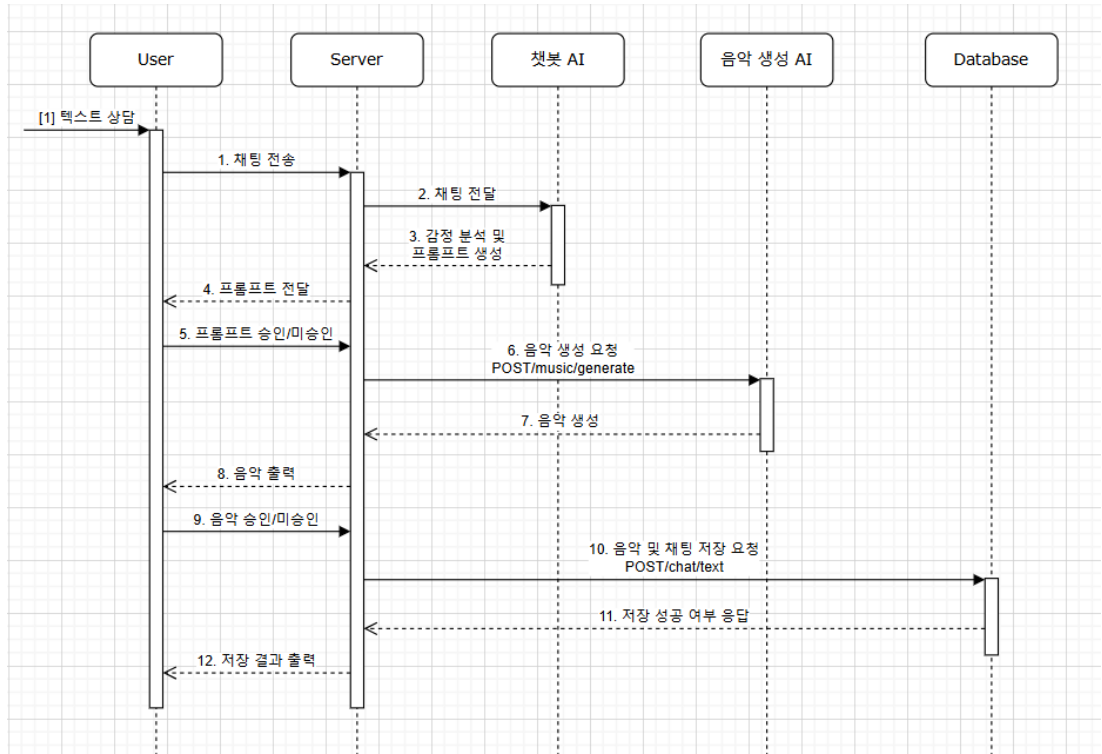 User
Server
챗봇 AI
음악 생성 AI
Database
[1] 텍스트 상담
1. 채팅 전송
2. 채팅 전달
3. 감정 분석 및
프롬프트 생성
4. 프롬프트 전달
5. 프롬프트 승인/미승인
6. 음악 생성 요청
POST/music/generate
7. 음악 생성
8. 음악 출력
9. 음악 승인/미승인
10. 음악 및 채팅 저장 요청
POST/chat/text
11. 저장 성공 여부 응답
12. 저장 결과 출력